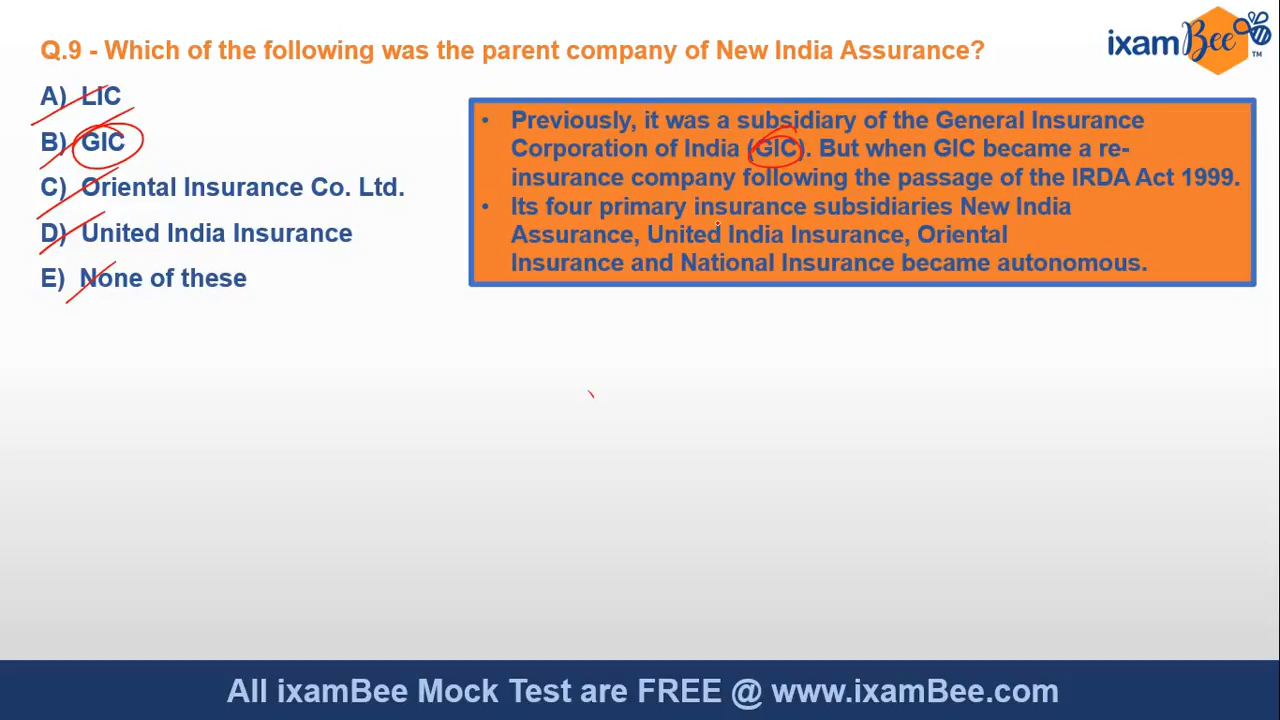 ixamBee™
Q.9 - Which of the following was the parent company of New India Assurance?
A) LIC
B) GIC
C) Oriental Insurance Co. Ltd.
D) United India Insurance
E) None of these
• Previously, it was a subsidiary of the General Insurance
Corporation of India (GIC). But when GIC became a re-
insurance company following the passage of the IRDA Act 1999.
• Its four primary insurance subsidiaries New India
Assurance, United India Insurance, Oriental
Insurance and National Insurance became autonomous.
All ixamBee Mock Test are FREE @ www.ixamBee.com